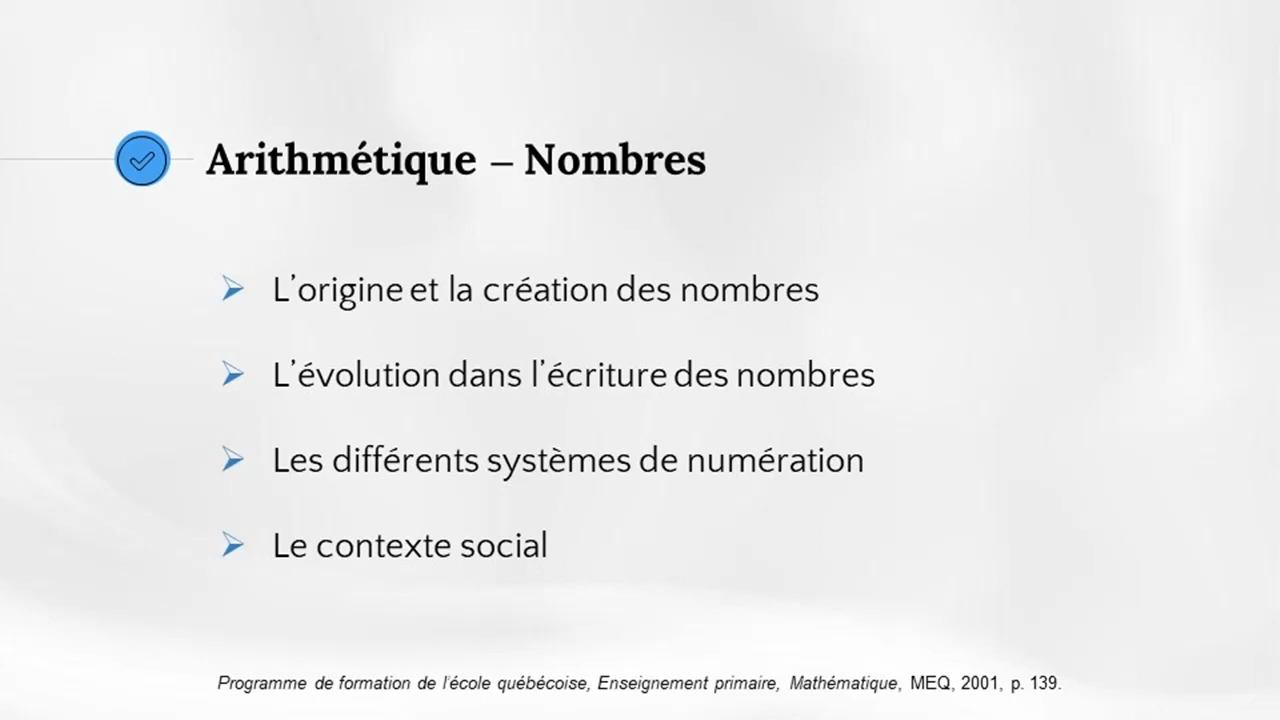 Arithmétique – Nombres
L’origine et la création des nombres
L’évolution dans l’écriture des nombres
Les différents systèmes de numération
Le contexte social
Programme de formation de l’école québécoise, Enseignement primaire, Mathématique, MEQ, 2001, p. 139.